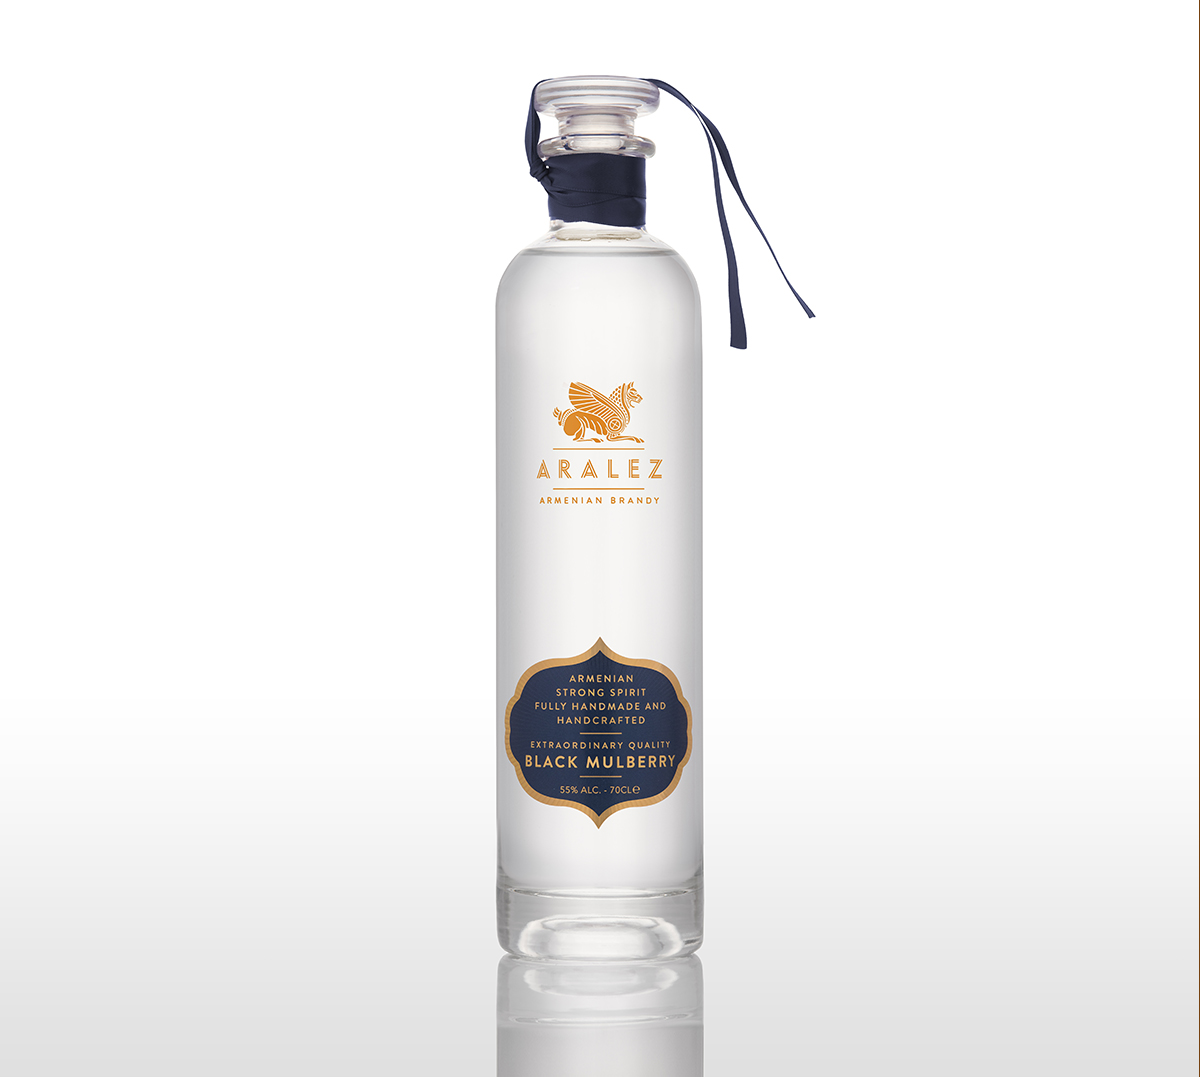 ARALEZ
ARMENIAN BRANDY
ARMENIAN
STRONG SPIRIT
FULLY HANDMADE AND
HANDCRAFTED
EXTRAORDINARY QUALITY
BLACK MULBERRY
55% ALC. - 70CL℮